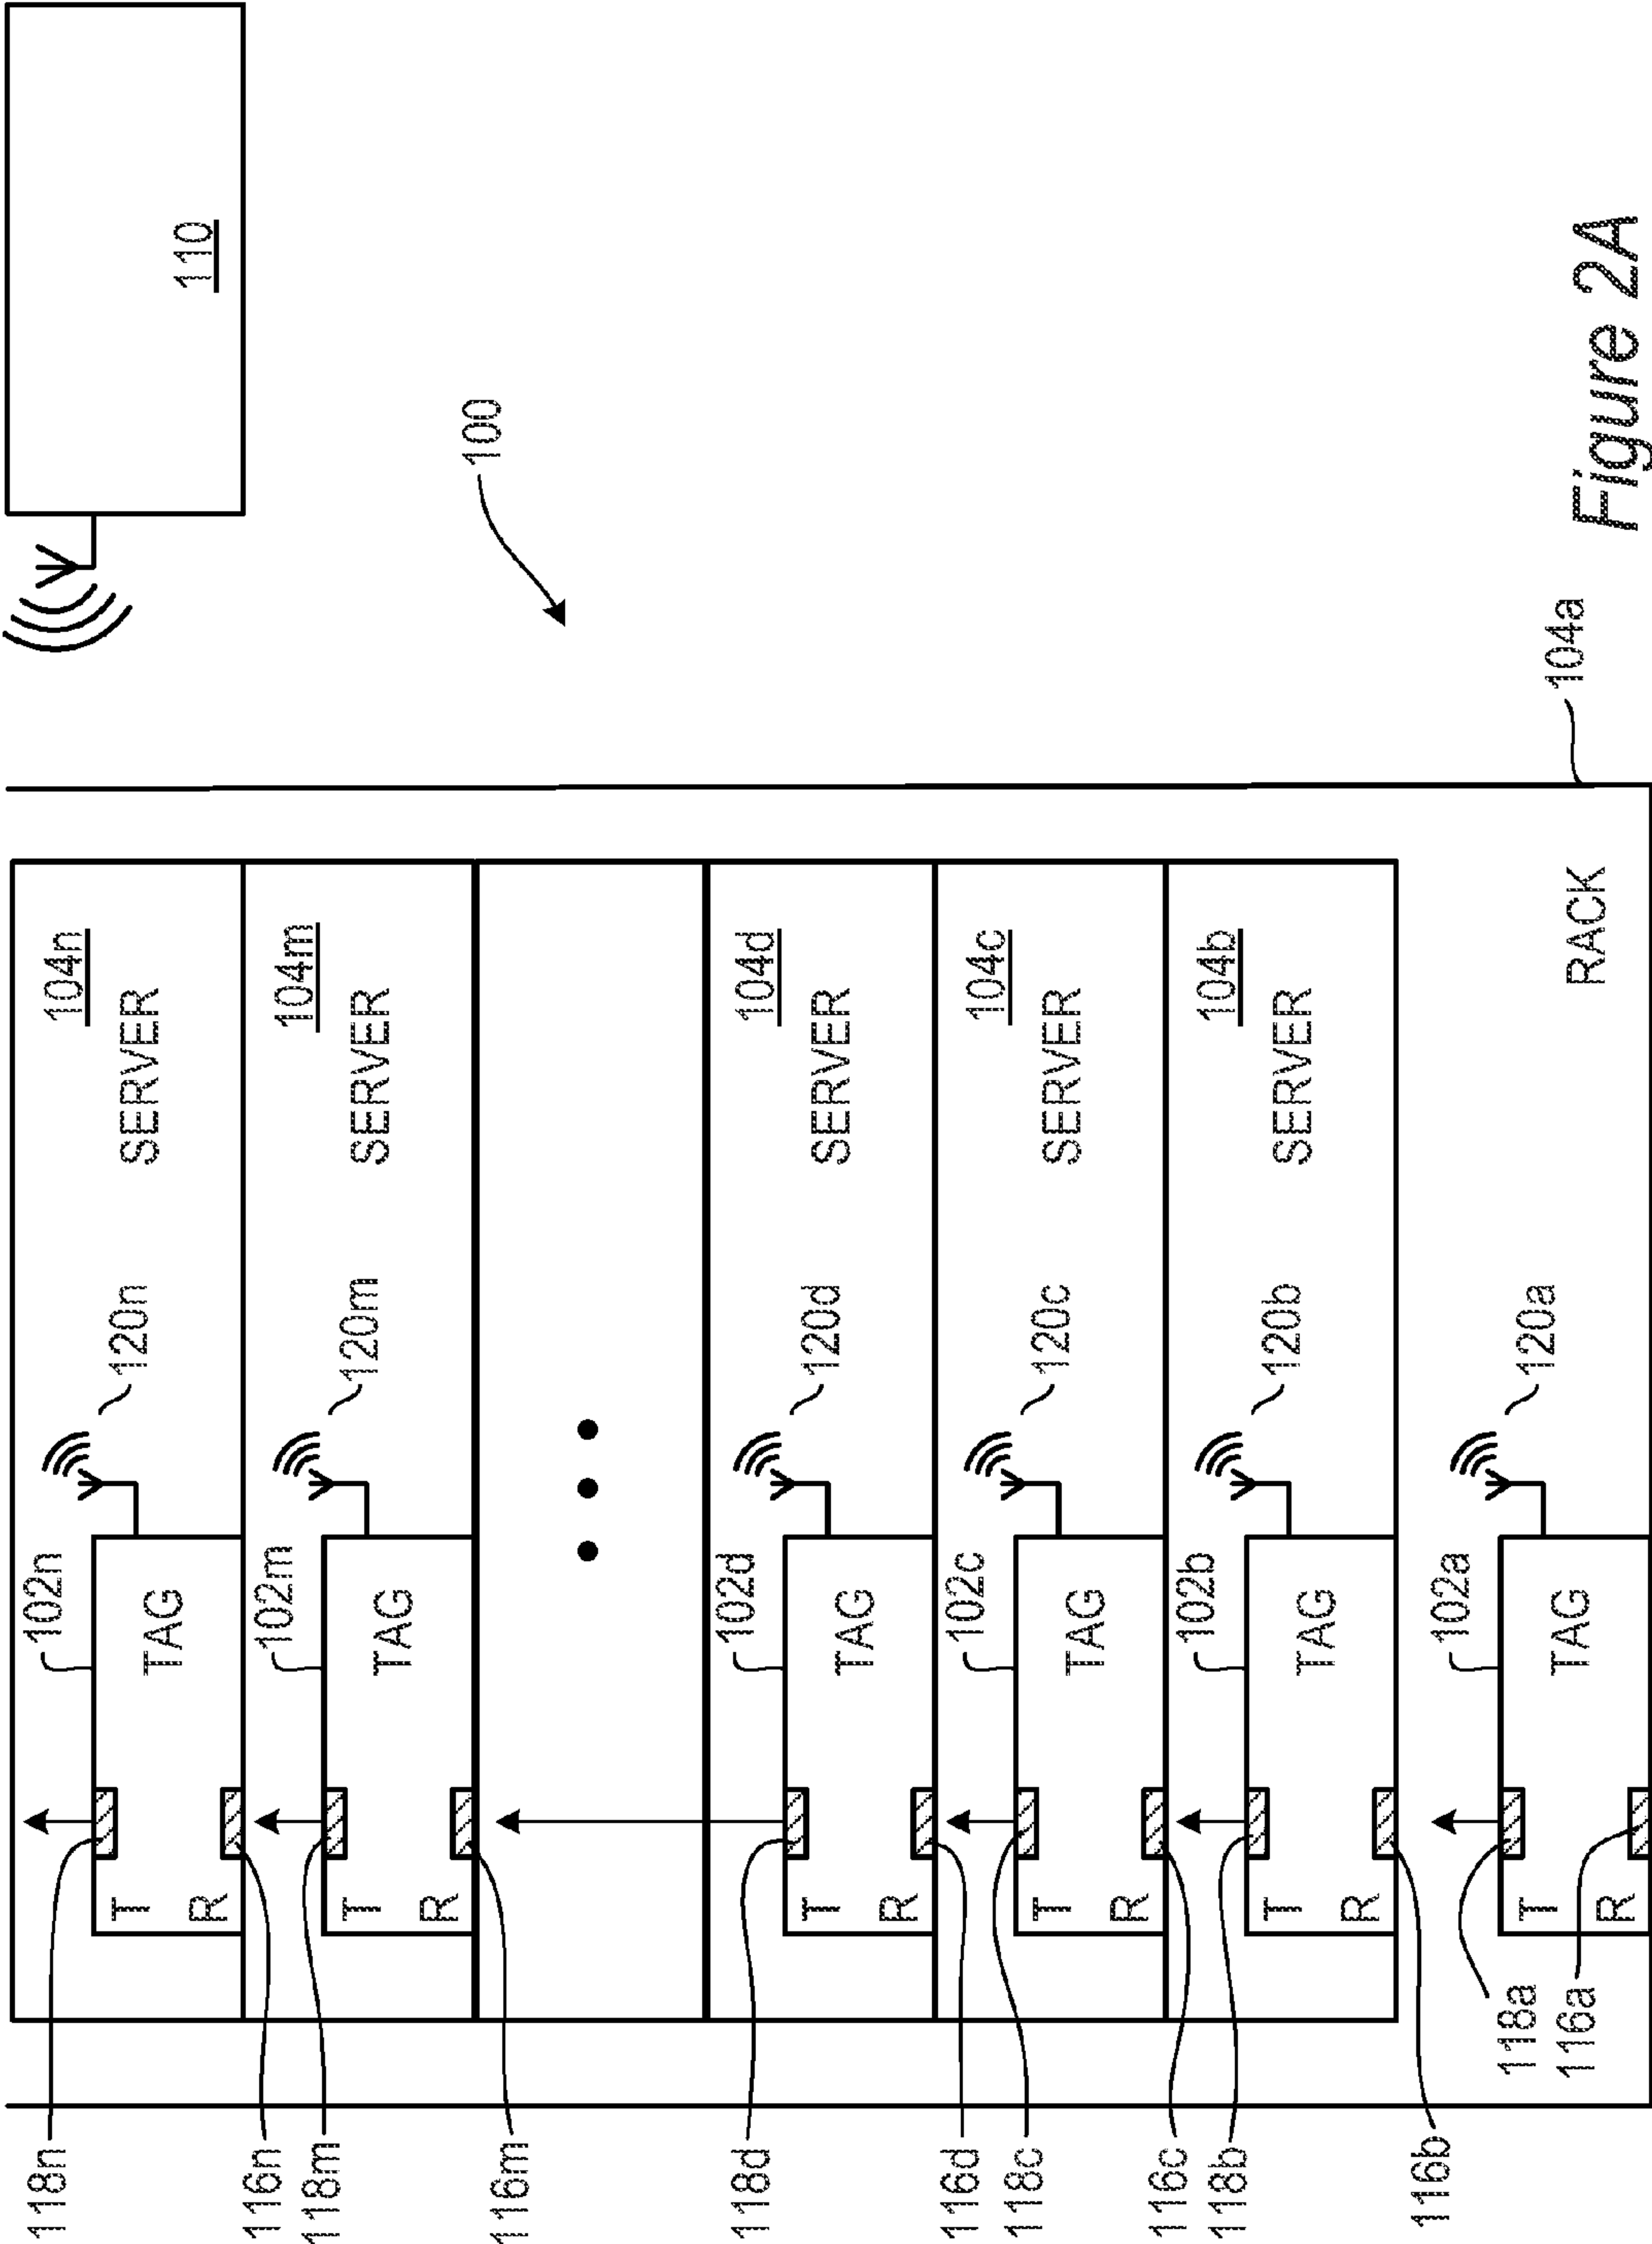 110
100
118n
102n
120n
104n
T
R
TAG
SERVER
116n
118m
102m
120m
104m
T
R
TAG
SERVER
116m
118d
102d
120d
104d
T
R
TAG
SERVER
116d
118c
102c
120c
104c
T
R
TAG
SERVER
116c
118b
102b
120b
104b
T
R
TAG
SERVER
116b
118a
102a
120a
104a
T
R
TAG
116a
RACK
Figure 2A